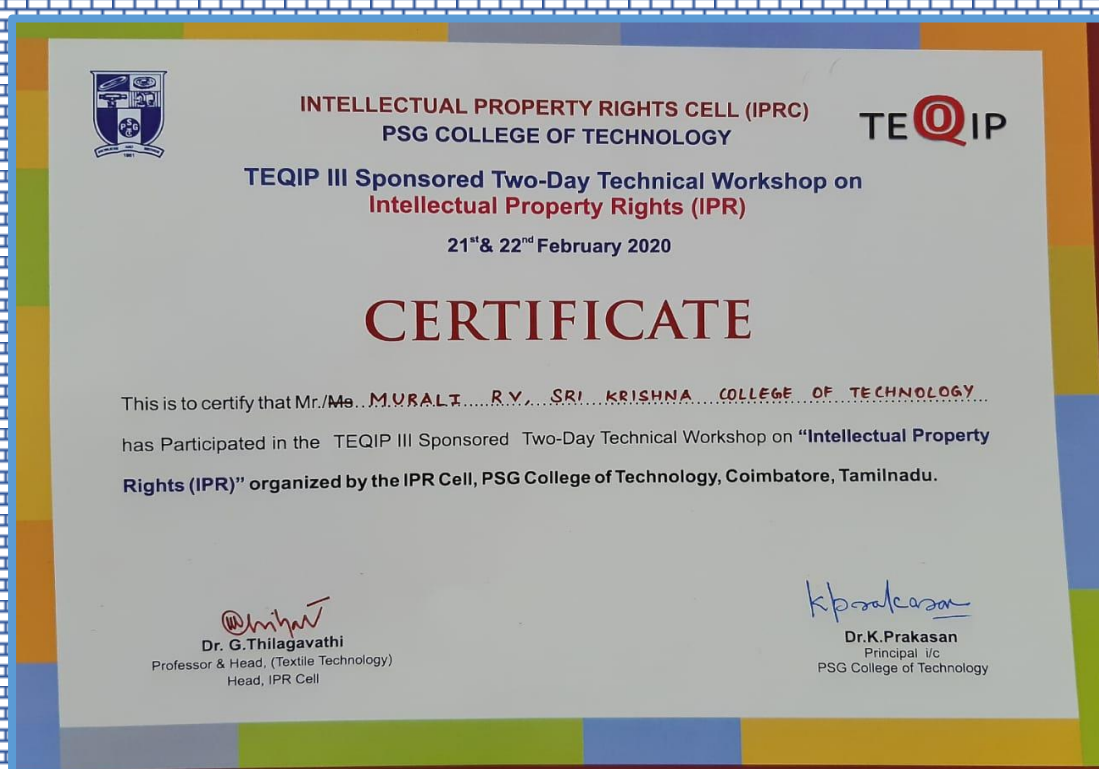 INTELLECTUAL PROPERTY RIGHTS CELL (IPRC)
PSG COLLEGE OF TECHNOLOGY
TEQIP
TEQIP III Sponsored Two-Day Technical Workshop on
Intellectual Property Rights (IPR)
21st & 22nd February 2020
CERTIFICATE
This is to certify that Mr./Ms. MURALI R.V, SRI KRISHNA COLLEGE OF TECHNOLOGY
has Participated in the TEQIP III Sponsored Two-Day Technical Workshop on "Intellectual Property
Rights (IPR)" organized by the IPR Cell, PSG College of Technology, Coimbatore, Tamilnadu.
Dr. G.Thilagavathi
Professor & Head, (Textile Technology)
Head, IPR Cell
kprakasan
Dr.K.Prakasan
Principal i/c
PSG College of Technology